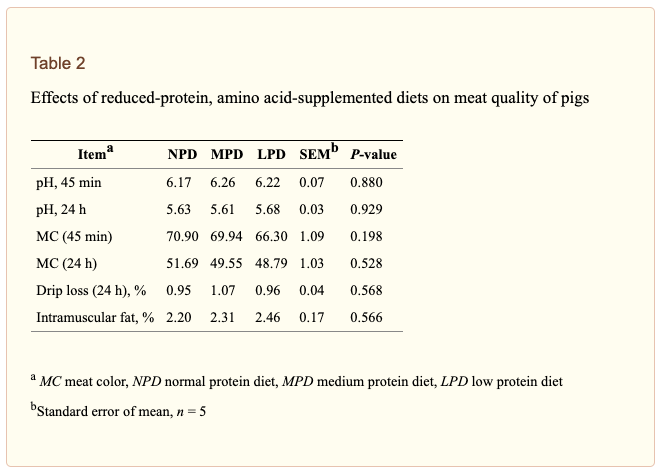 Table 2
Effects of reduced-protein, amino acid-supplemented diets on meat quality of pigs
Itema NPD MPD LPD SEMb P-value
pH, 45 min 6.17 6.26 6.22 0.07 0.880
pH, 24 h 5.63 5.61 5.68 0.03 0.929
MC (45 min) 70.90 69.94 66.30 1.09 0.198
MC (24 h) 51.69 49.55 48.79 1.03 0.528
Drip loss (24 h), % 0.95 1.07 0.96 0.04 0.568
Intramuscular fat, % 2.20 2.31 2.46 0.17 0.566
a MC meat color, NPD normal protein diet, MPD medium protein diet, LPD low protein diet
bStandard error of mean, n = 5